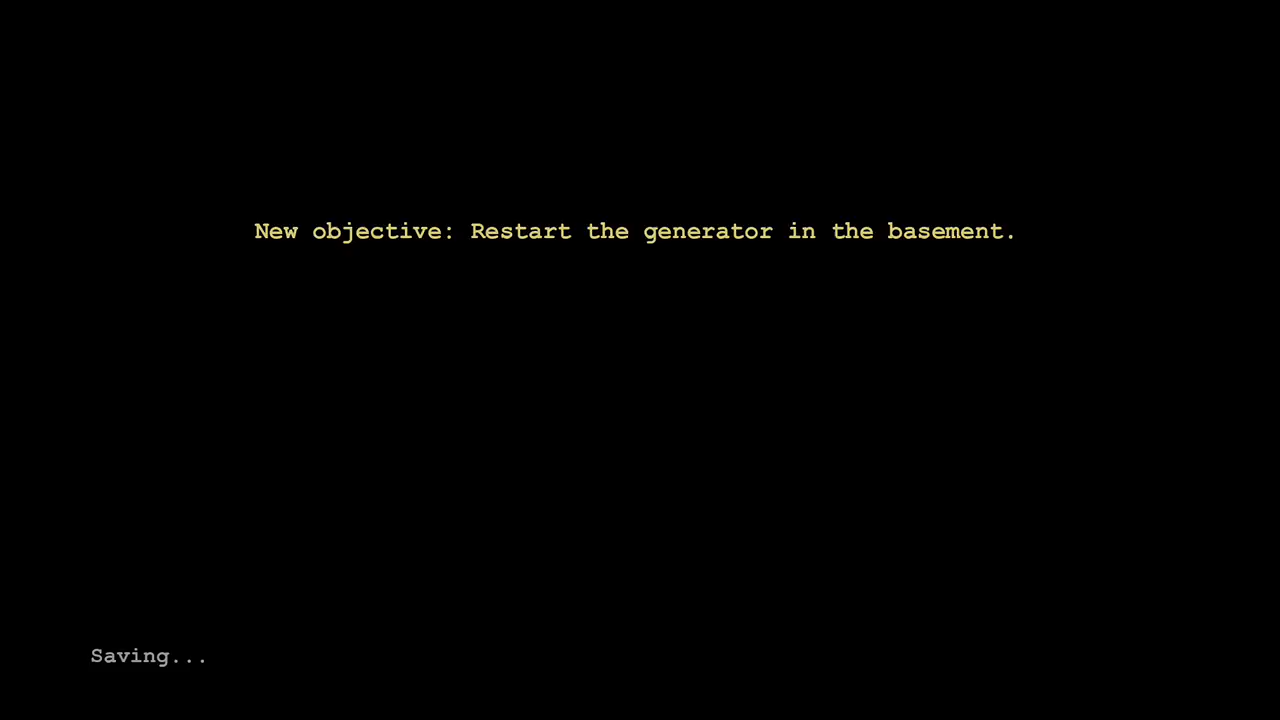 New objective: Restart the generator in the basement.
Saving...